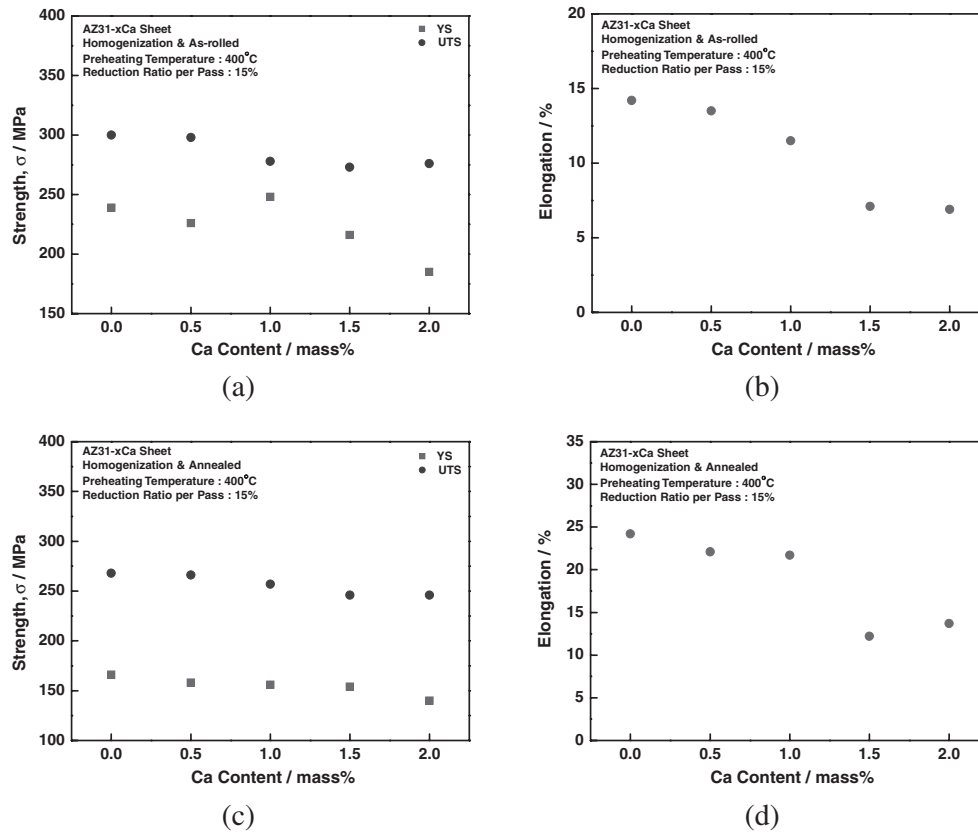 AZ31-xCa Sheet
Homogenization & As-rolled
Preheating Temperature : 400°C
Reduction Ratio per Pass : 15%
YS
UTS
400
350
300
250
200
150
Strength, σ / MPa
0.0 0.5 1.0 1.5 2.0
Ca Content / mass%
(a)
AZ31-xCa Sheet
Homogenization & As-rolled
Preheating Temperature : 400°C
Reduction Ratio per Pass : 15%
20
15
10
5
0
Elongation / %
0.0 0.5 1.0 1.5 2.0
Ca Content / mass%
(b)
AZ31-xCa Sheet
Homogenization & Annealed
Preheating Temperature : 400°C
Reduction Ratio per Pass : 15%
YS
UTS
400
350
300
250
200
150
100
Strength, σ / MPa
0.0 0.5 1.0 1.5 2.0
Ca Content / mass%
(c)
AZ31-xCa Sheet
Homogenization & Annealed
Preheating Temperature : 400°C
Reduction Ratio per Pass : 15%
35
30
25
20
15
10
5
0
Elongation / %
0.0 0.5 1.0 1.5 2.0
Ca Content / mass%
(d)